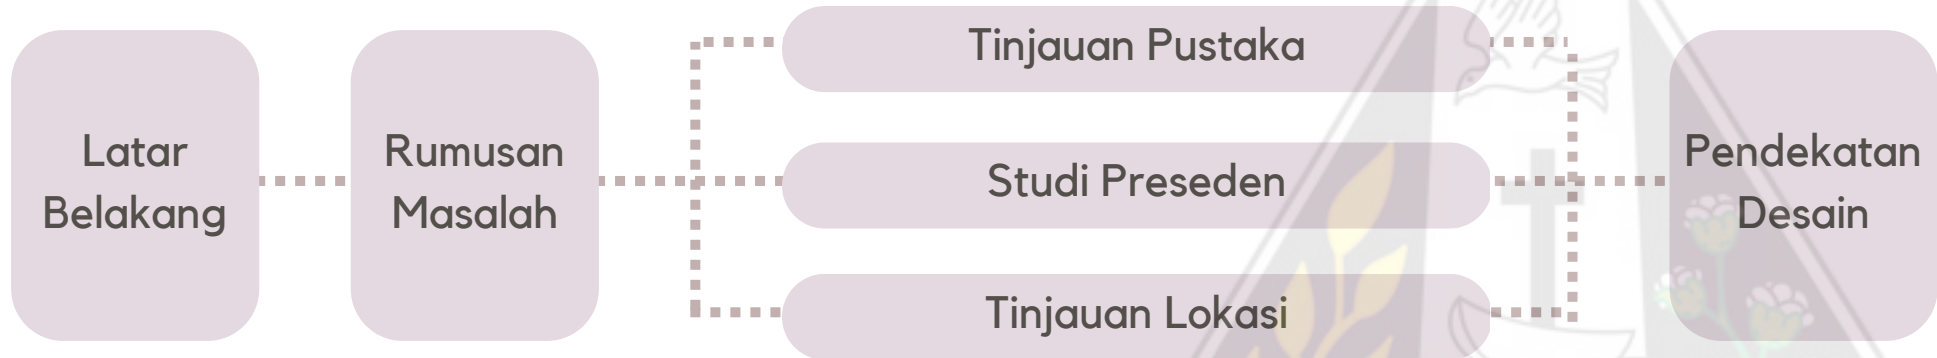 Latar
Belakang
Rumusan
Masalah
Tinjauan Pustaka
Studi Preseden
Tinjauan Lokasi
Pendekatan
Desain